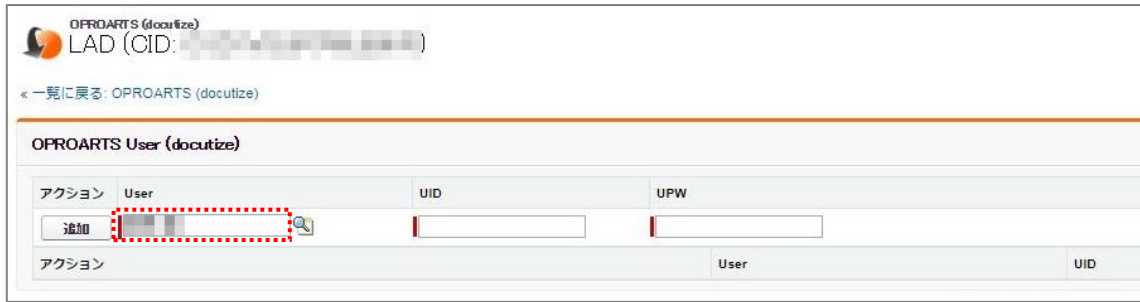 OPROARTS (docutize)
LAD (CID: )
« 一覧に戻る: OPROARTS (docutize)
OPROARTS User (docutize)
アクション User UID UPW
追加
アクション User UID